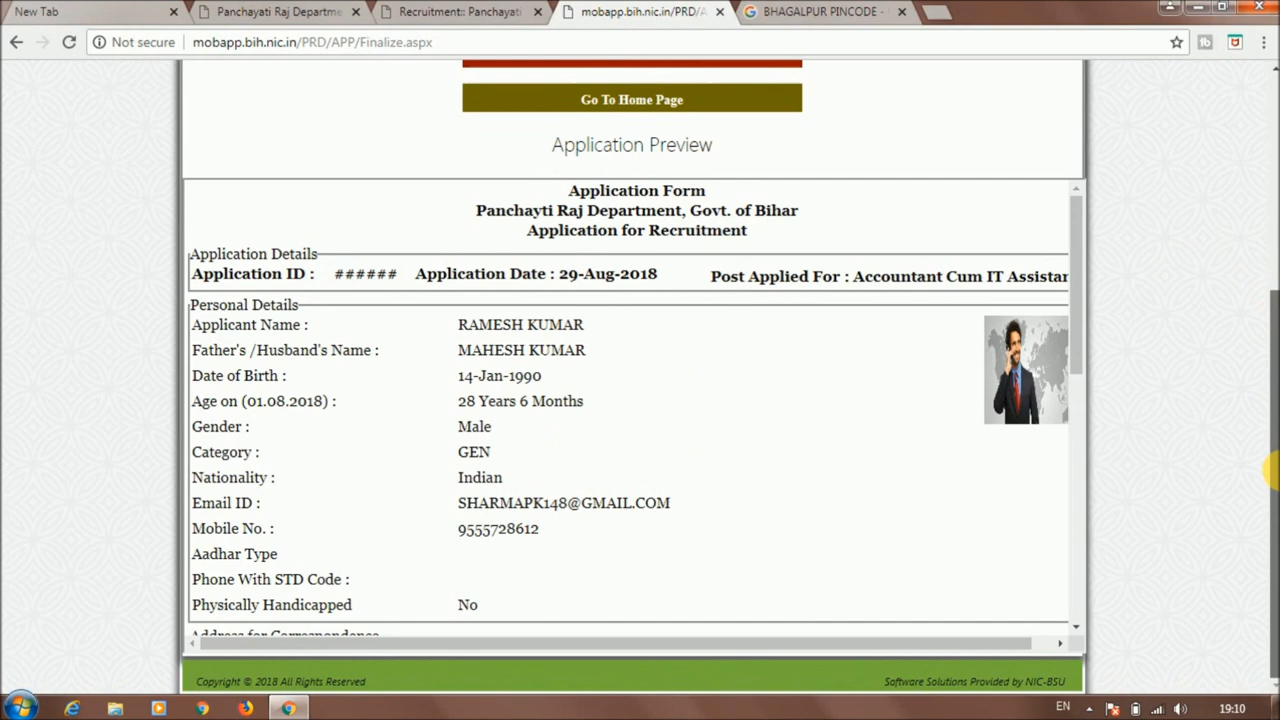 New Tab
Panchayati Raj Departme
Recruitment:: Panchayati
mobapp.bih.nic.in/PRD/A
BHAGALPUR PINCODE -
Not secure
mobapp.bih.nic.in/PRD/APP/Finalize.aspx
Go To Home Page
Application Preview
Application Form
Panchayti Raj Department, Govt. of Bihar
Application for Recruitment
Application Details
Application ID : ###### Application Date : 29-Aug-2018 Post Applied For : Accountant Cum IT Assistan
Personal Details
Applicant Name : RAMESH KUMAR
Father's /Husband's Name : MAHESH KUMAR
Date of Birth : 14-Jan-1990
Age on (01.08.2018) : 28 Years 6 Months
Gender : Male
Category : GEN
Nationality : Indian
Email ID : SHARMAPK148@GMAIL.COM
Mobile No. : 9555728612
Aadhar Type
Phone With STD Code :
Physically Handicapped No
Address for Correspondence
Copyright © 2018 All Rights Reserved
Software Solutions Provided by NIC-BSU
EN
19:10